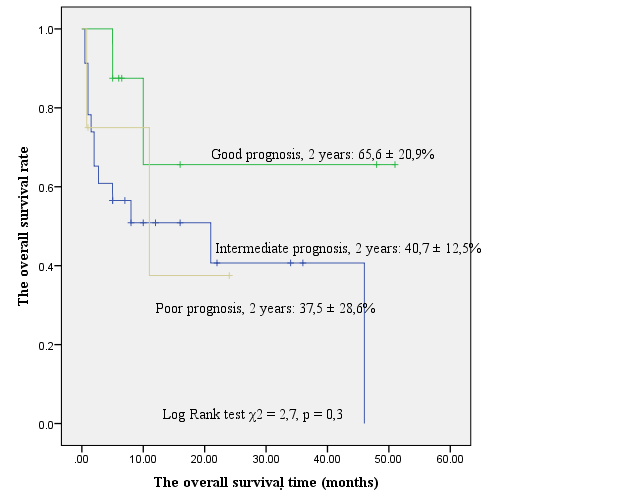 1.0
0.8
0.6
0.4
0.2
0.0
The overall survival rate
Good prognosis, 2 years: 65,6 ± 20,9%
Intermediate prognosis, 2 years: 40,7 ± 12,5%
Poor prognosis, 2 years: 37,5 ± 28,6%
Log Rank test χ2 = 2,7, p = 0,3
.00 10.00 20.00 30.00 40.00 50.00 60.00
The overall survival time (months)